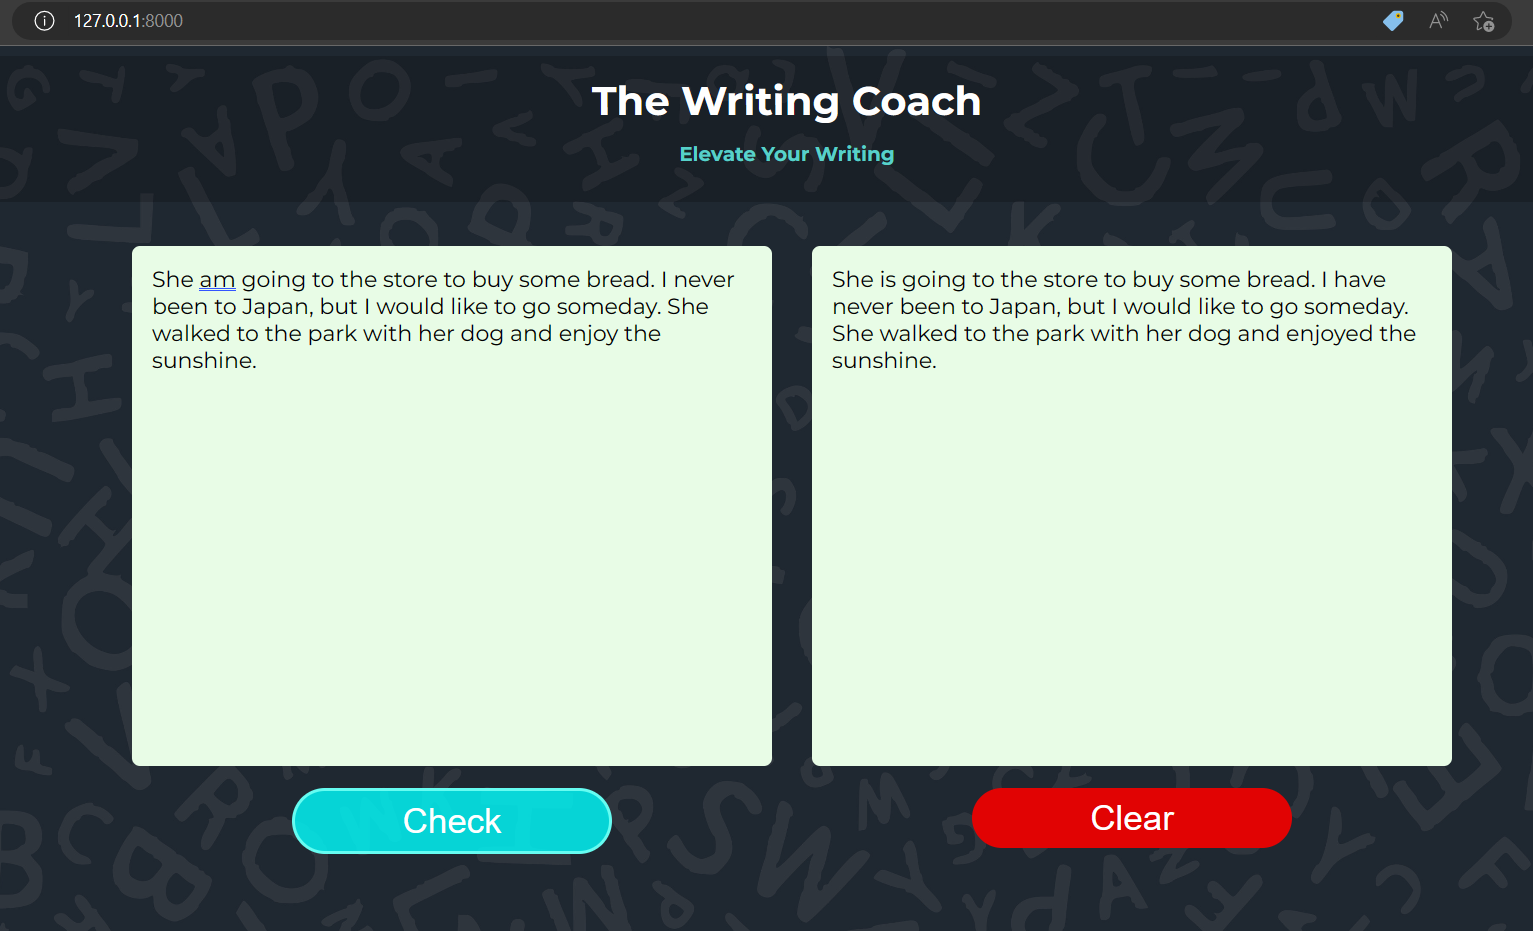 127.0.0.1:8000
The Writing Coach
Elevate Your Writing
She am going to the store to buy some bread. I never
been to Japan, but I would like to go someday. She
walked to the park with her dog and enjoy the
sunshine.
She is going to the store to buy some bread. I have
never been to Japan, but I would like to go someday.
She walked to the park with her dog and enjoyed the
sunshine.
Check
Clear